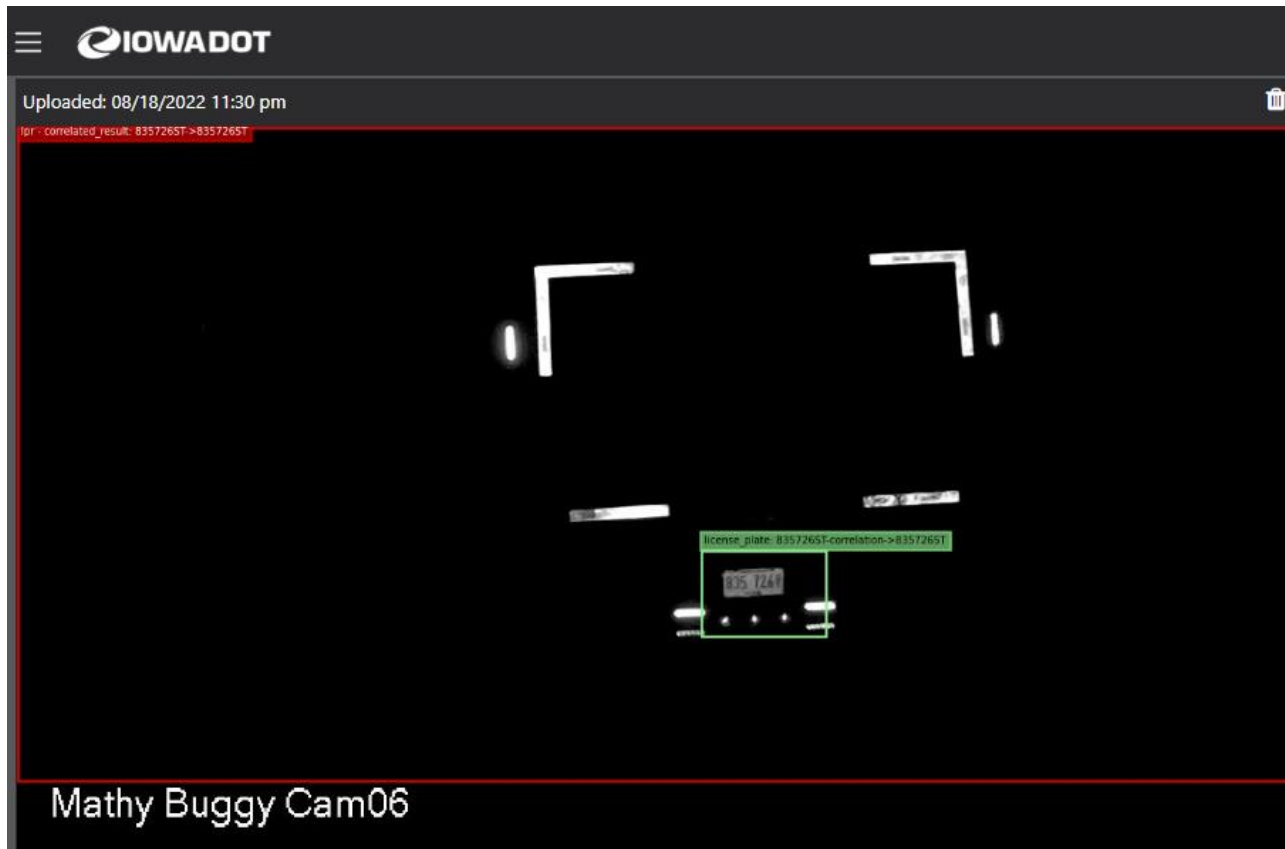 IOWADOT
Uploaded: 08/18/2022 11:30 pm
lpr - correlated_result: 835726ST->835726ST
license_plate: 835726ST-correlation->835726ST
Mathy Buggy Cam06